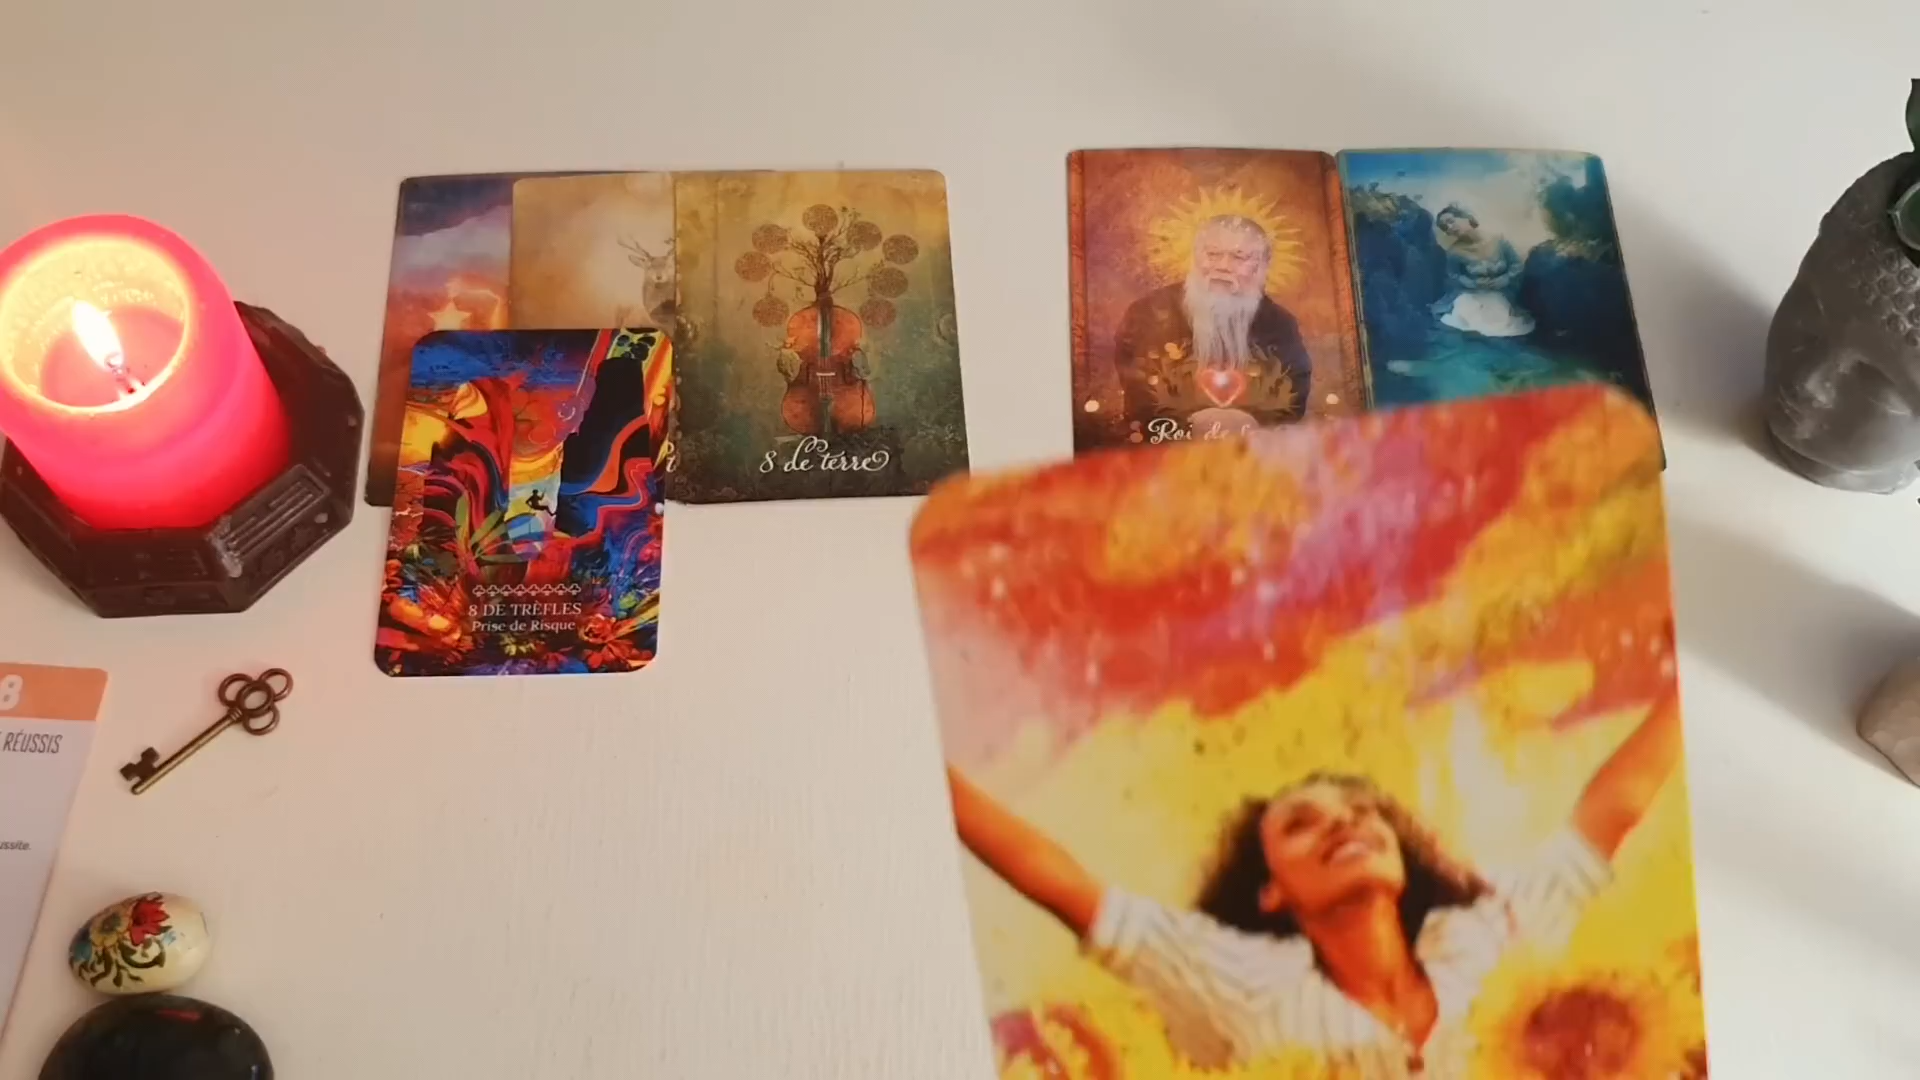 8 de terre
Roi de
8 DE TRÈFLES
Prise de Risque
8
RÉUSSIS
ussite.